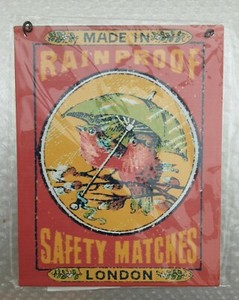 MADE IN
RAINPROOF
SAFETY MATCHES
LONDON